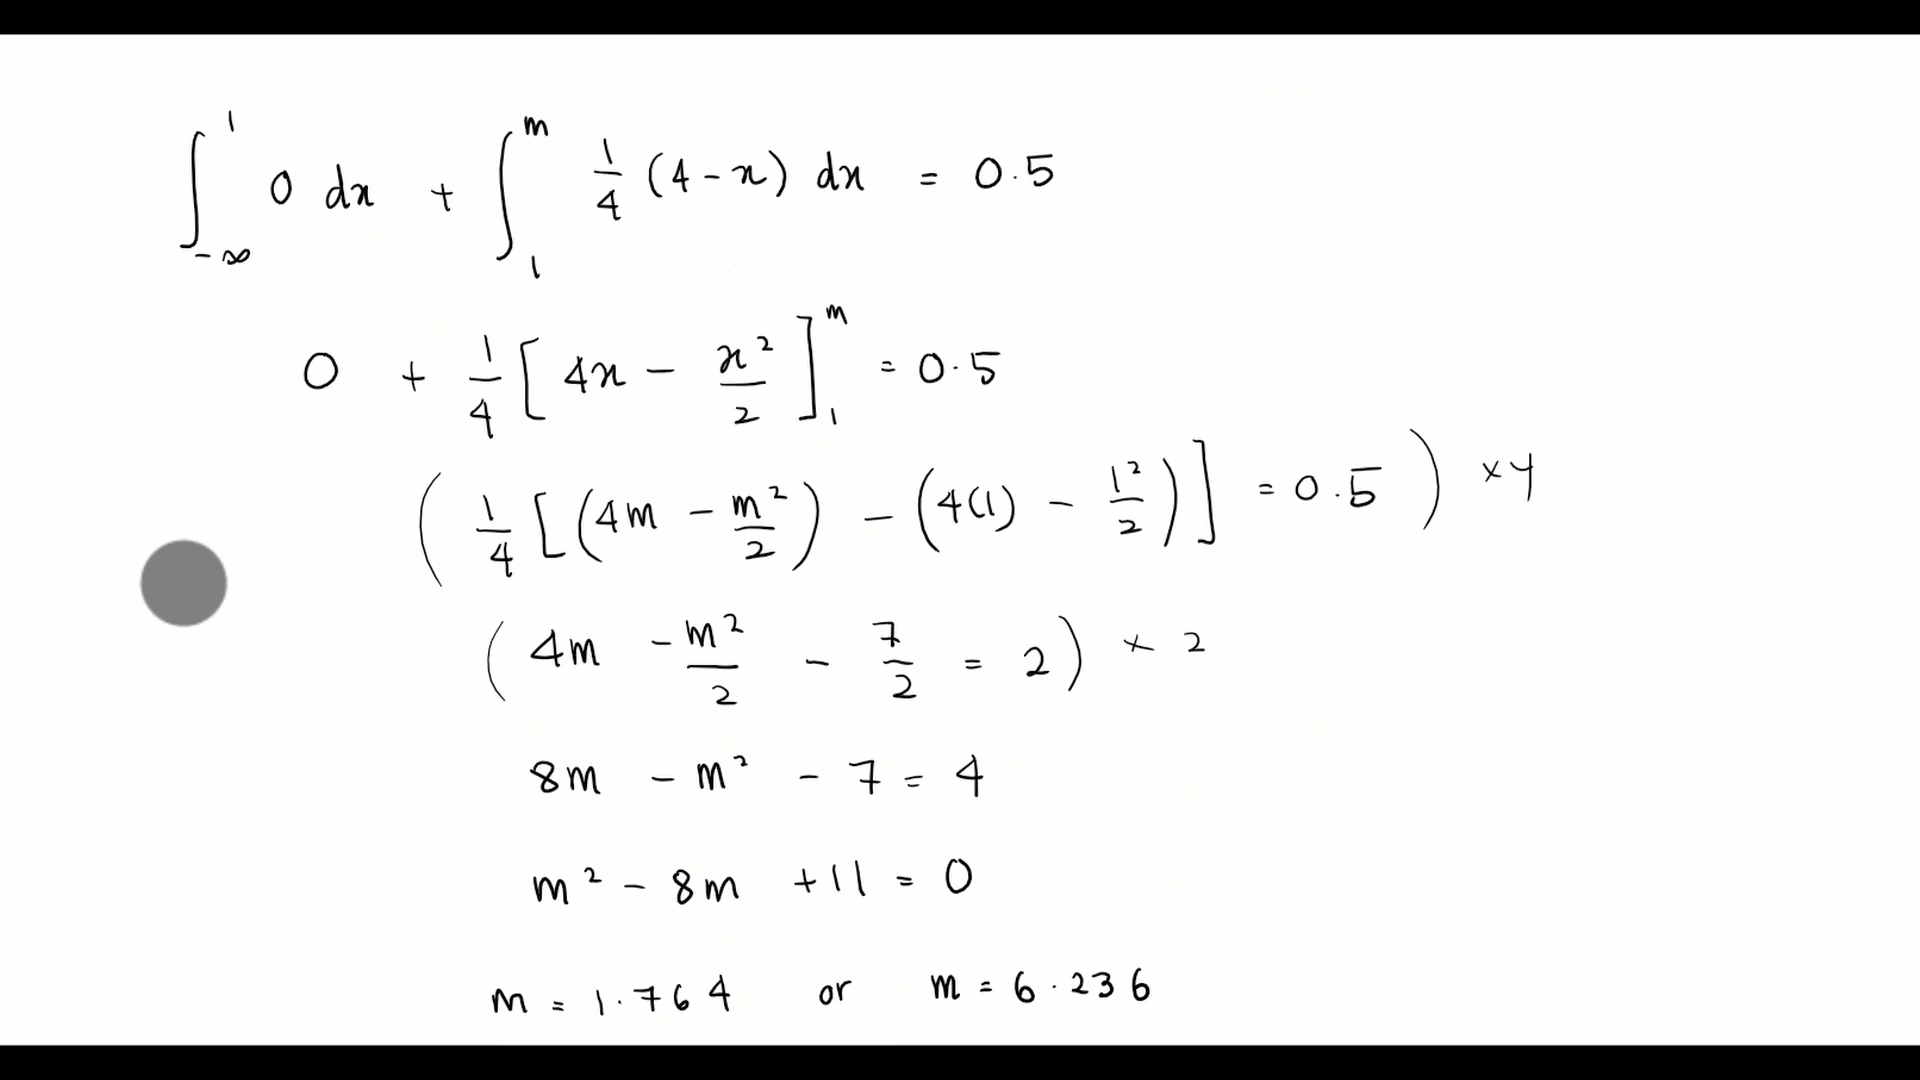 ∫_{-∞}^{1} 0 dx + ∫_{1}^{m} 1/4 (4-x) dx = 0.5
0 + 1/4 [ 4x - x²/2 ]_{1}^{m} = 0.5
( 1/4 [ (4m - m²/2) - (4(1) - 1²/2) ] = 0.5 ) × 4
( 4m - m²/2 - 7/2 = 2 ) × 2
8m - m² - 7 = 4
m² - 8m + 11 = 0
m = 1.764 or m = 6.236